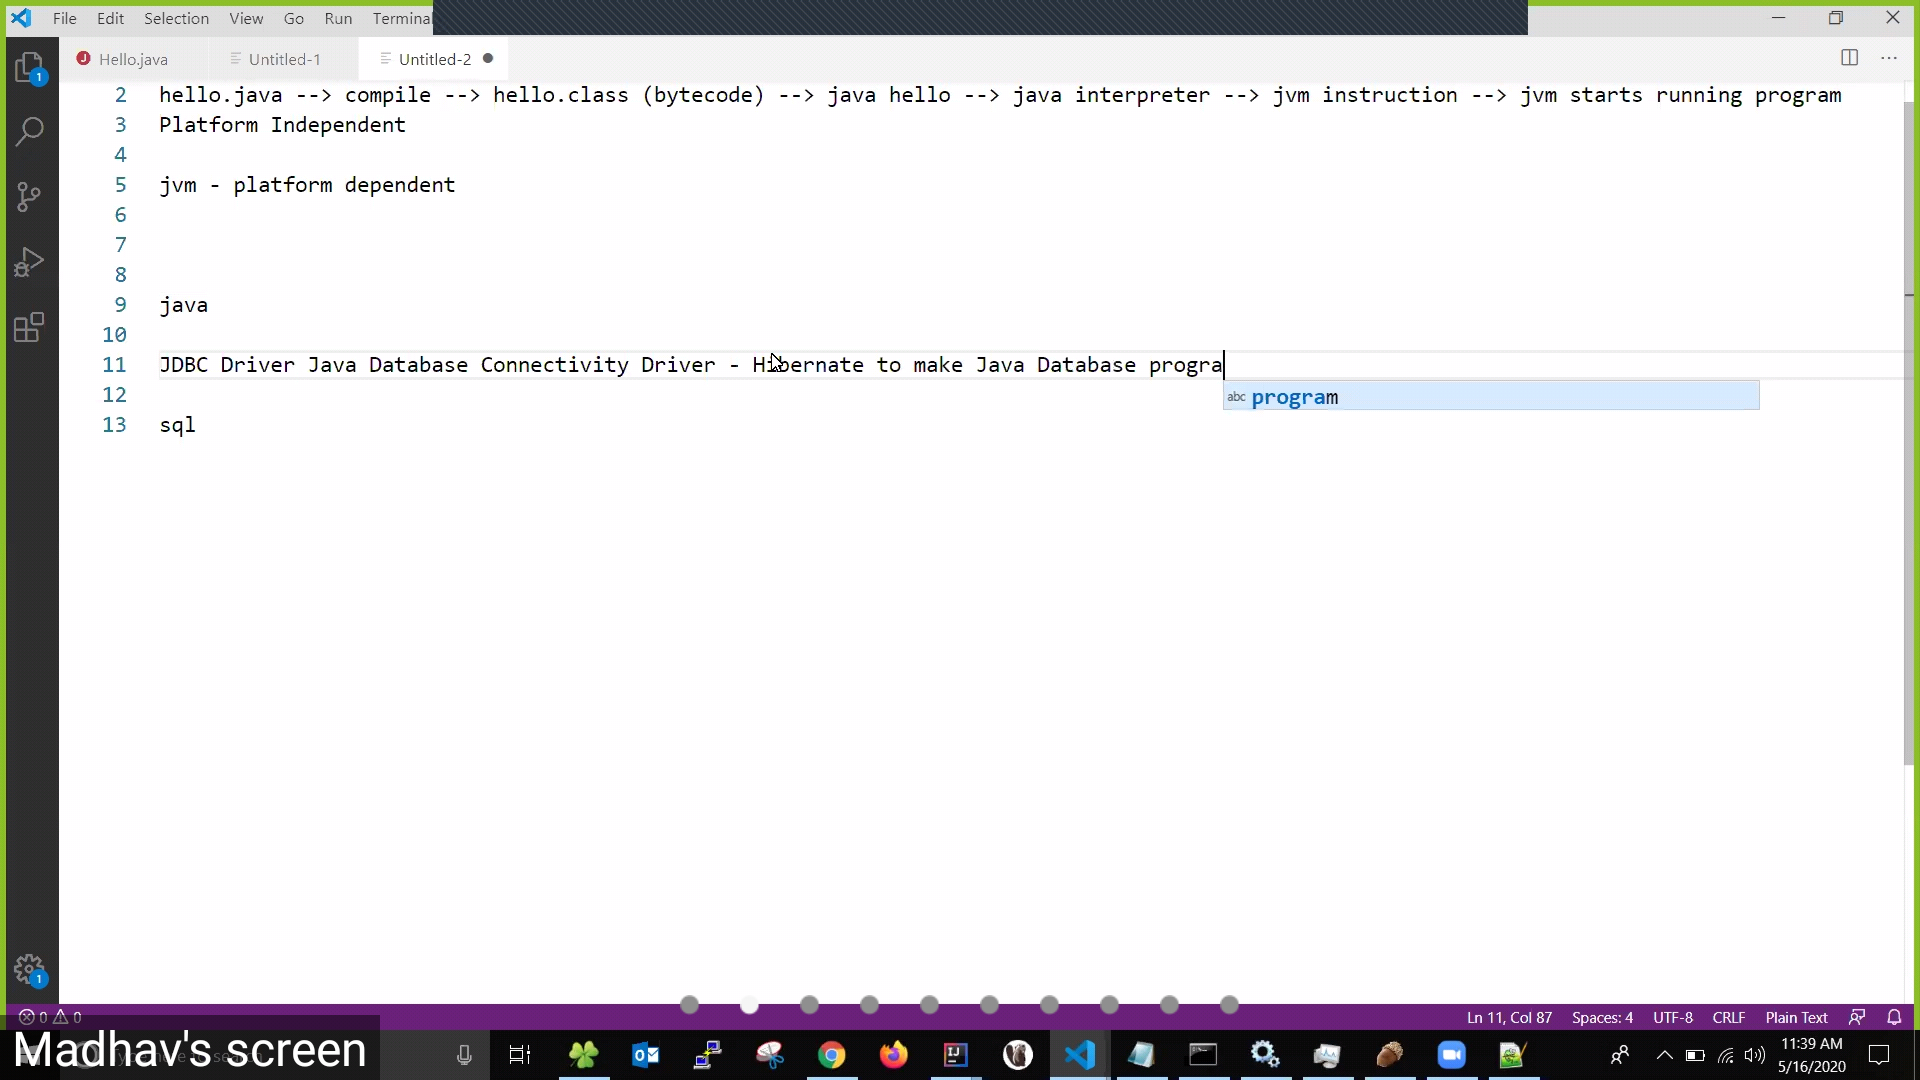 File Edit Selection View Go Run Terminal
Hello.java Untitled-1 Untitled-2
2 hello.java --> compile --> hello.class (bytecode) --> java hello --> java interpreter --> jvm instruction --> jvm starts running program
3 Platform Independent
4
5 jvm - platform dependent
6
7
8
9 java
10
11 JDBC Driver Java Database Connectivity Driver - Hibernate to make Java Database progra
abc program
12
13 sql
0 0 Ln 11, Col 87 Spaces: 4 UTF-8 CRLF Plain Text
Madhav's screen
11:39 AM
5/16/2020